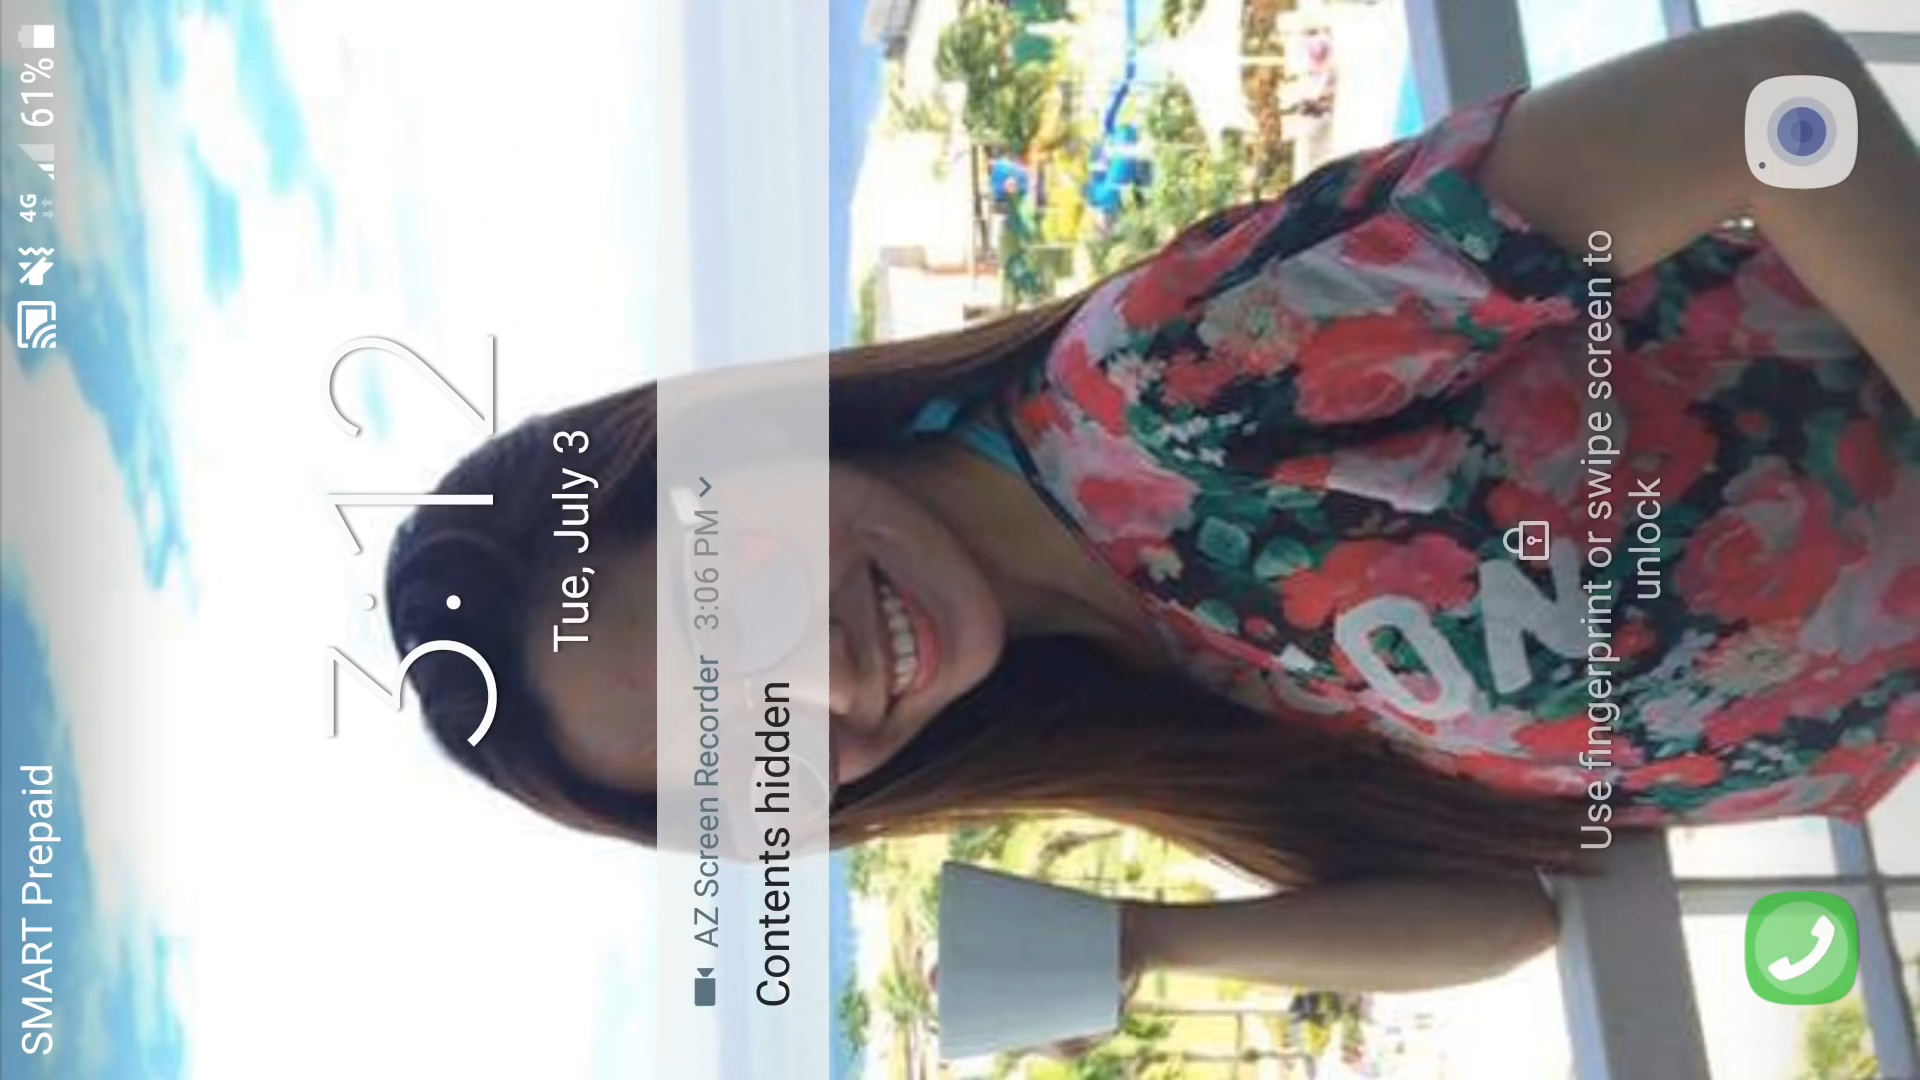 SMART Prepaid 4G 61%
3:12
Tue, July 3
AZ Screen Recorder 3:06 PM
Contents hidden
ON
Use fingerprint or swipe screen to
unlock